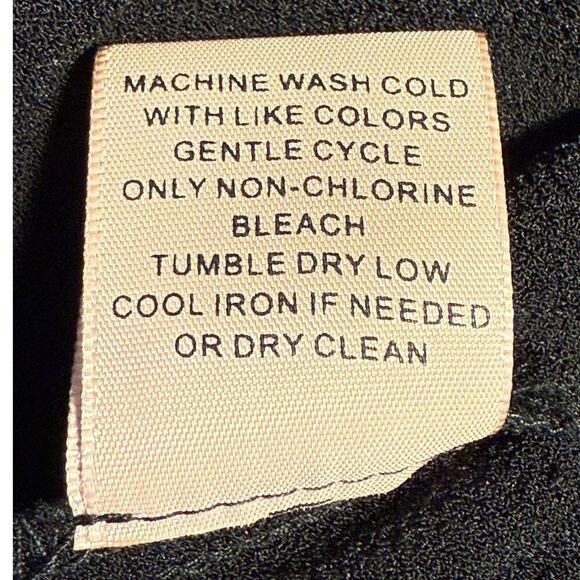 MACHINE WASH COLD
WITH LIKE COLORS
GENTLE CYCLE
ONLY NON-CHLORINE
BLEACH
TUMBLE DRY LOW
COOL IRON IF NEEDED
OR DRY CLEAN